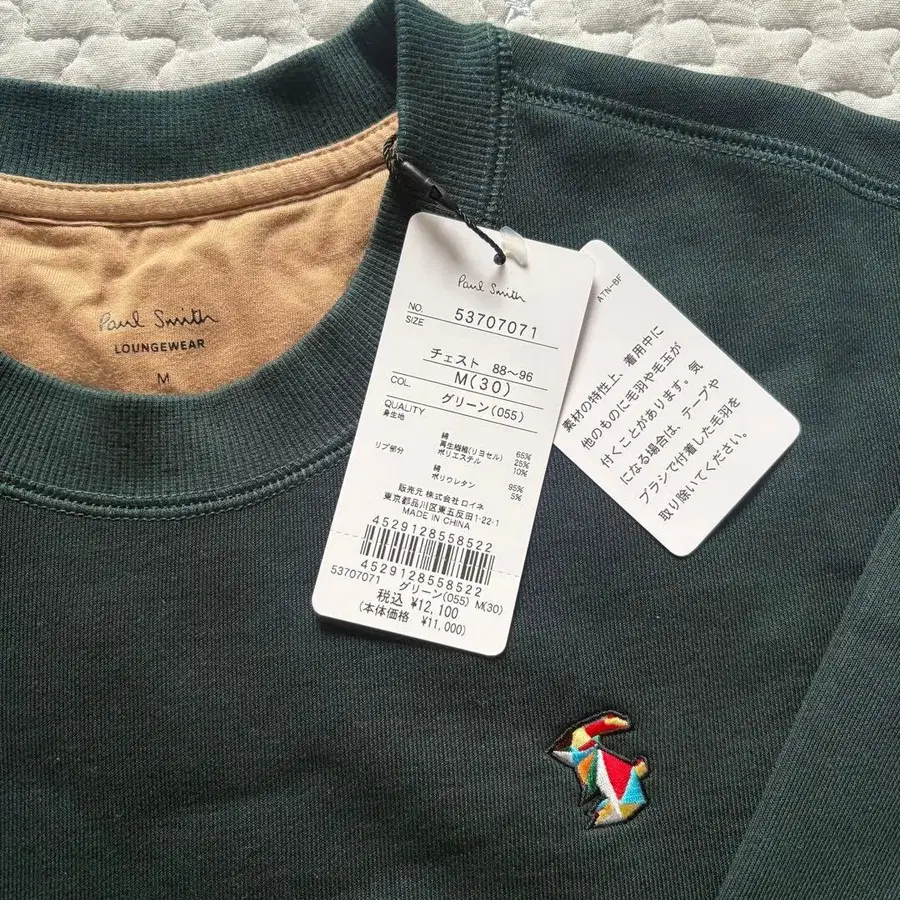 Paul Smith
LOUNGEWEAR
M
Paul Smith
NO. 53707071
SIZE
チェスト 88～96
M(30)
COL. グリーン(055)
QUALITY
身生地
綿 65%
再生繊維(リヨセル) 25%
ポリエステル 10%
リブ部分
綿 95%
ポリウレタン 5%
販売元 株式会社ロイネ
東京都品川区東五反田1-22-1
MADE IN CHINA
4529128558522
4529128558522
53707071 グリーン(055) M(30)
税込 ¥12,100
(本体価格 ¥11,000)
ATN-BF
素材の特性上、着用中に
他のものに毛羽や毛玉が
付くことがあります。気
になる場合は、テープや
ブラシで付着した毛羽を
取り除いてください。